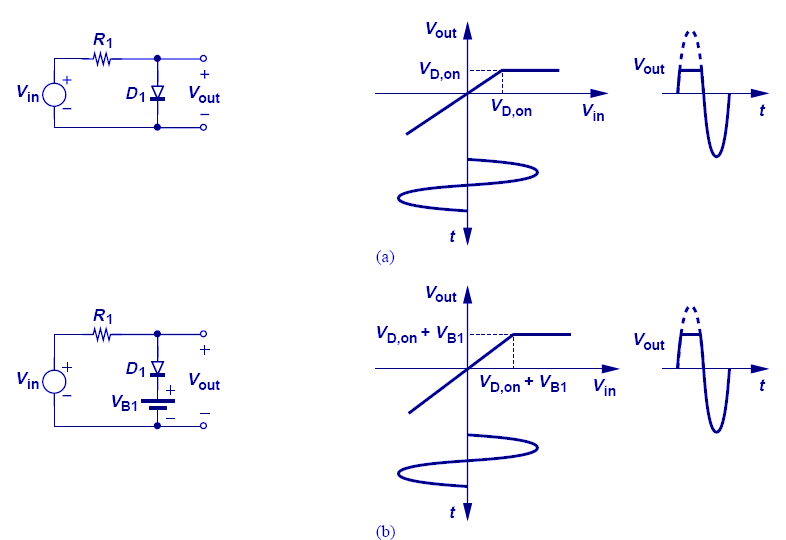 R1
Vin
+
−
D1
+
Vout
−
Vout
VD,on
VD,on
Vin
t
Vout
t
(a)
R1
Vin
+
−
D1
VB1
+
−
+
Vout
−
Vout
VD,on + VB1
VD,on + VB1
Vin
t
Vout
t
(b)